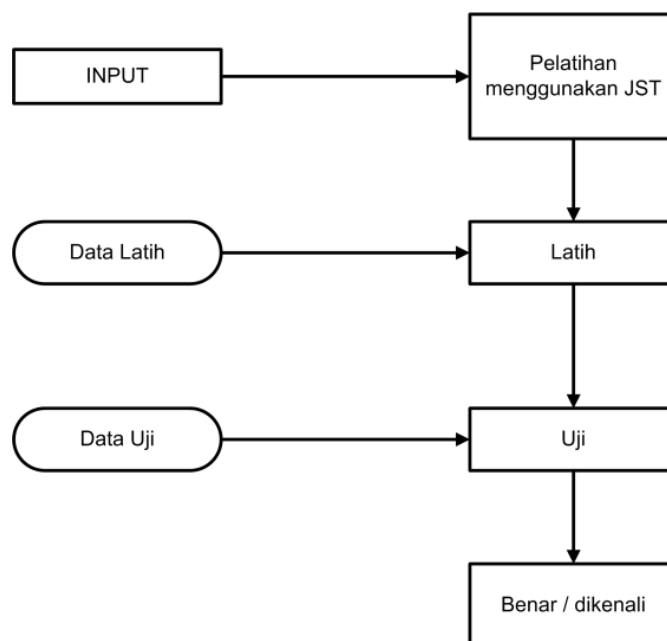 INPUT
Pelatihan
menggunakan JST
Data Latih
Latih
Data Uji
Uji
Benar / dikenali